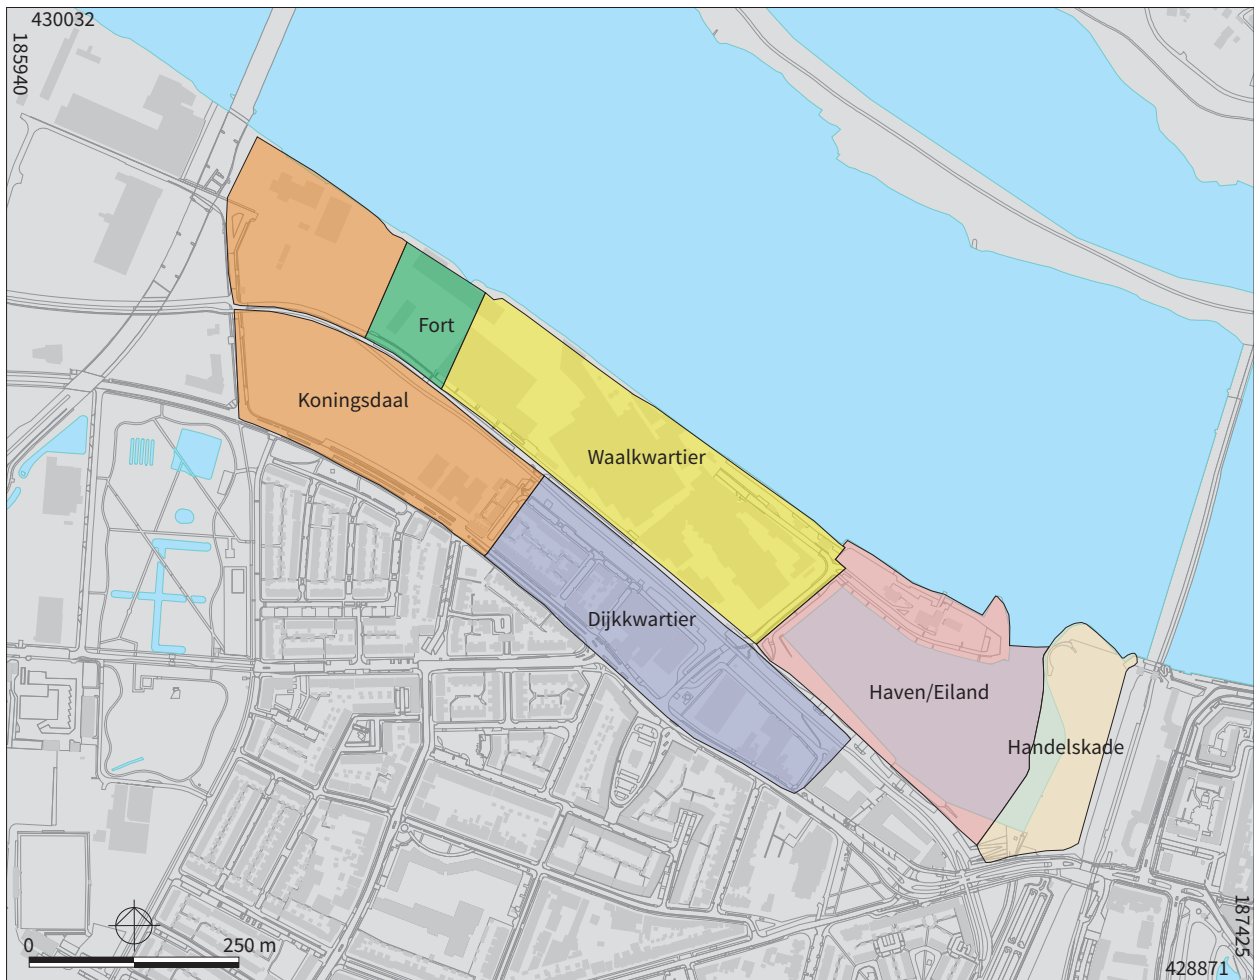 430032
185940
Fort
Koningsdaal
Waalkwartier
Dijkkwartier
Haven/Eiland
Handelskade
0
250 m
187425
428871